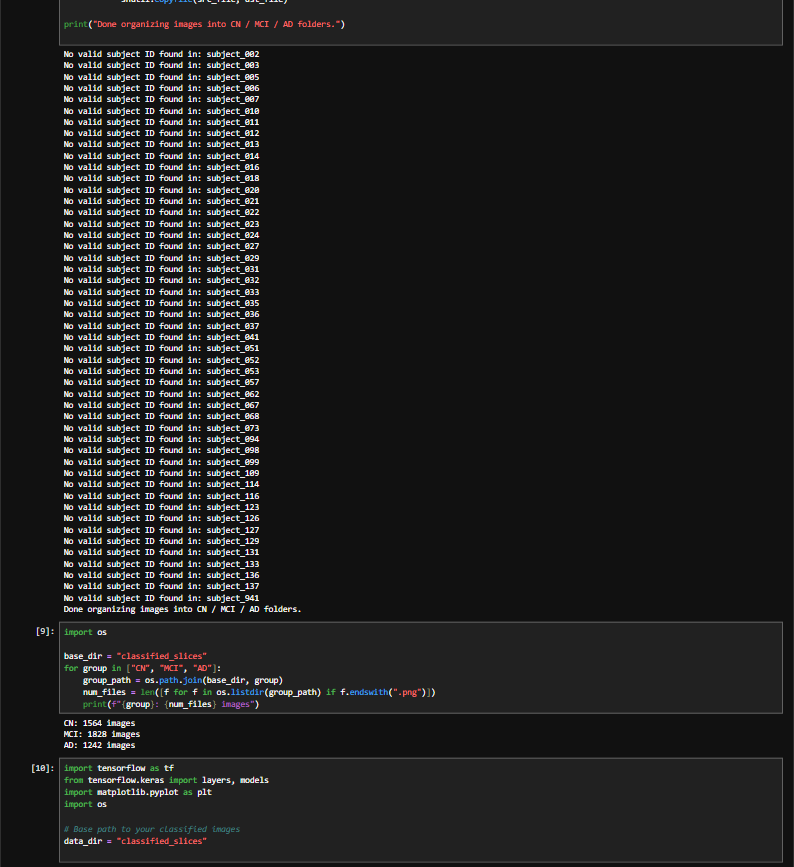 shutil.copyfile(src_file, dst_file)
print("Done organizing images into CN / MCI / AD folders.")
No valid subject ID found in: subject_002
No valid subject ID found in: subject_003
No valid subject ID found in: subject_005
No valid subject ID found in: subject_006
No valid subject ID found in: subject_007
No valid subject ID found in: subject_010
No valid subject ID found in: subject_011
No valid subject ID found in: subject_012
No valid subject ID found in: subject_013
No valid subject ID found in: subject_014
No valid subject ID found in: subject_016
No valid subject ID found in: subject_018
No valid subject ID found in: subject_020
No valid subject ID found in: subject_021
No valid subject ID found in: subject_022
No valid subject ID found in: subject_023
No valid subject ID found in: subject_024
No valid subject ID found in: subject_027
No valid subject ID found in: subject_029
No valid subject ID found in: subject_031
No valid subject ID found in: subject_032
No valid subject ID found in: subject_033
No valid subject ID found in: subject_035
No valid subject ID found in: subject_036
No valid subject ID found in: subject_037
No valid subject ID found in: subject_041
No valid subject ID found in: subject_051
No valid subject ID found in: subject_052
No valid subject ID found in: subject_053
No valid subject ID found in: subject_057
No valid subject ID found in: subject_062
No valid subject ID found in: subject_067
No valid subject ID found in: subject_068
No valid subject ID found in: subject_073
No valid subject ID found in: subject_094
No valid subject ID found in: subject_098
No valid subject ID found in: subject_099
No valid subject ID found in: subject_109
No valid subject ID found in: subject_114
No valid subject ID found in: subject_116
No valid subject ID found in: subject_123
No valid subject ID found in: subject_126
No valid subject ID found in: subject_127
No valid subject ID found in: subject_129
No valid subject ID found in: subject_131
No valid subject ID found in: subject_133
No valid subject ID found in: subject_136
No valid subject ID found in: subject_137
No valid subject ID found in: subject_941
Done organizing images into CN / MCI / AD folders.
[9]: import os
base_dir = "classified_slices"
for group in ["CN", "MCI", "AD"]:
group_path = os.path.join(base_dir, group)
num_files = len([f for f in os.listdir(group_path) if f.endswith(".png")])
print(f"{group}: {num_files} images")
CN: 1564 images
MCI: 1828 images
AD: 1242 images
[10]: import tensorflow as tf
from tensorflow.keras import layers, models
import matplotlib.pyplot as plt
import os
# Base path to your classified images
data_dir = "classified_slices"